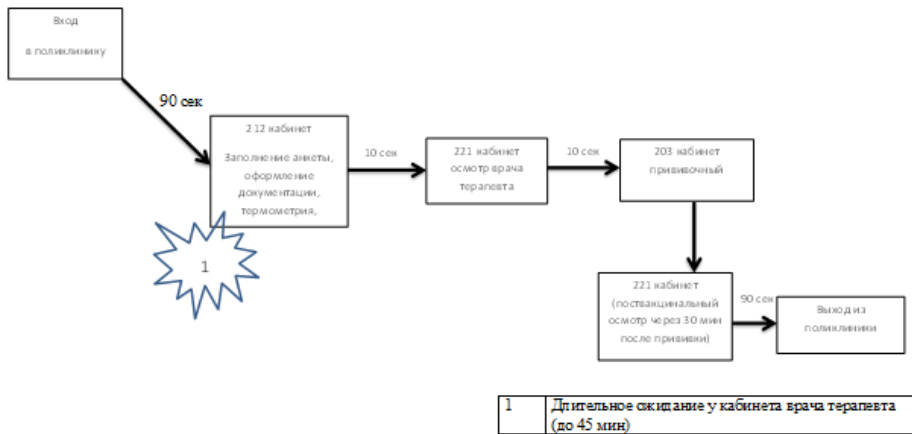 Вход
в поликлинику
90 сек
212 кабинет
Заполнение анкеты,
оформление
документации,
термометрия,
10 сек
221 кабинет
осмотр врача
терапевта
10 сек
203 кабинет
прививочный
1
221 кабинет
(поствакцинальный
осмотр через 30 мин
после прививки)
90 сек
Выход из
поликлиники
1 Длительное ожидание у кабинета врача терапевта
(до 45 мин)